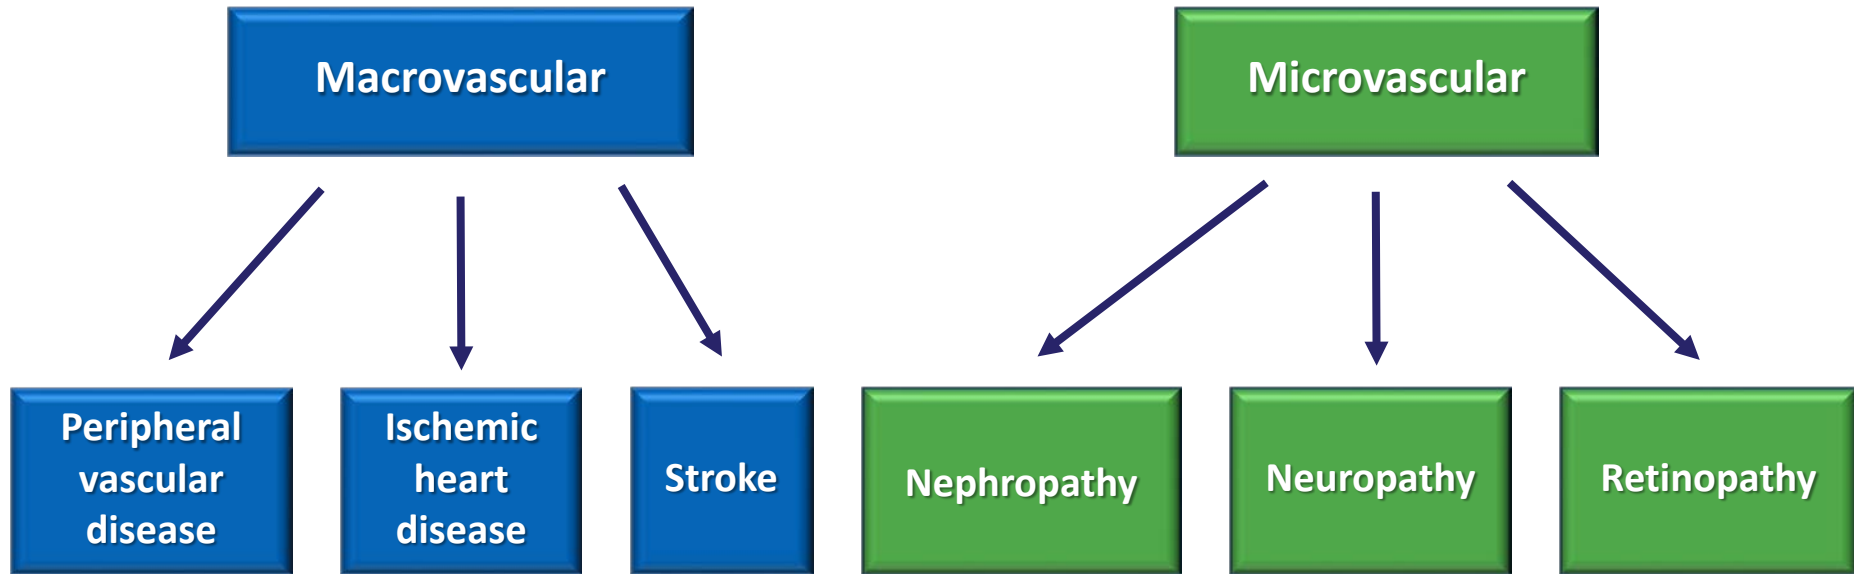 Macrovascular
Microvascular
Peripheral
vascular
disease
Ischemic
heart
disease
Stroke
Nephropathy
Neuropathy
Retinopathy